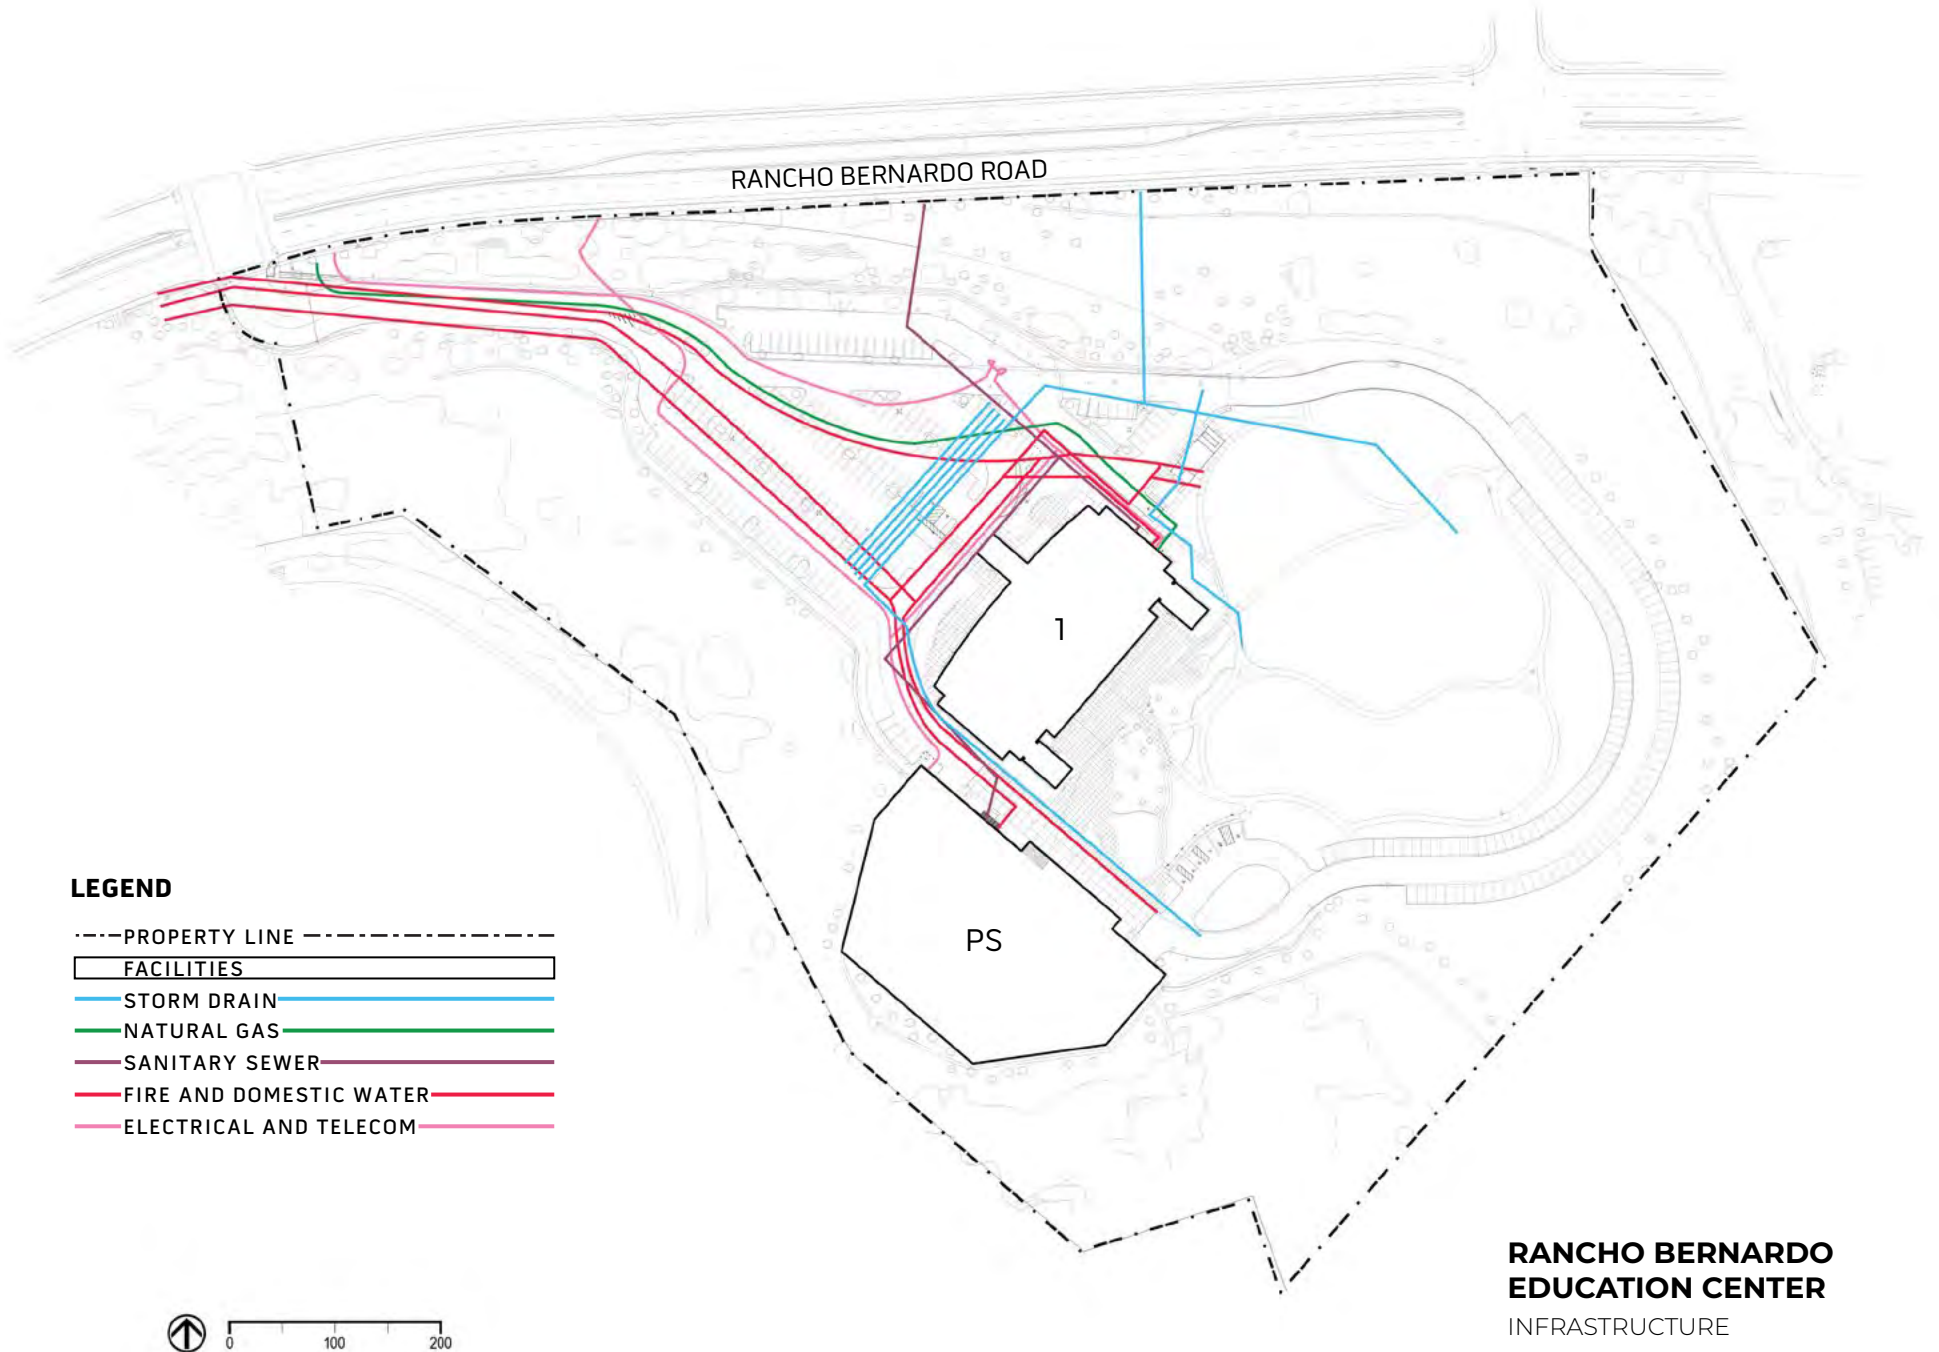 RANCHO BERNARDO ROAD
1
PS
LEGEND
PROPERTY LINE
FACILITIES
STORM DRAIN
NATURAL GAS
SANITARY SEWER
FIRE AND DOMESTIC WATER
ELECTRICAL AND TELECOM
0 100 200
RANCHO BERNARDO
EDUCATION CENTER
INFRASTRUCTURE